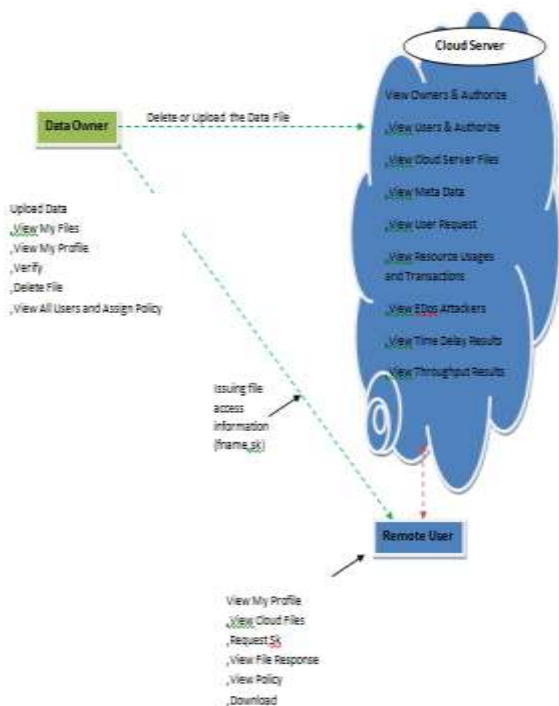 Cloud Server
View Owners & Authorize
,View Users & Authorize
,View Cloud Server Files
,View Meta Data
,View User Request
,View Resource Usages
and Transactions
,View EDos Attackers
,View Time Delay Results
,View Throughput Results
Data Owner
Delete or Upload the Data File
Upload Data
,View My Files
,View My Profile
,Verify
,Delete File
,View All Users and Assign Policy
Issuing file
access
information
(fname,sk)
Remote User
View My Profile
,View Cloud Files
,Request Sk
,View File Response
,View Policy
,Download